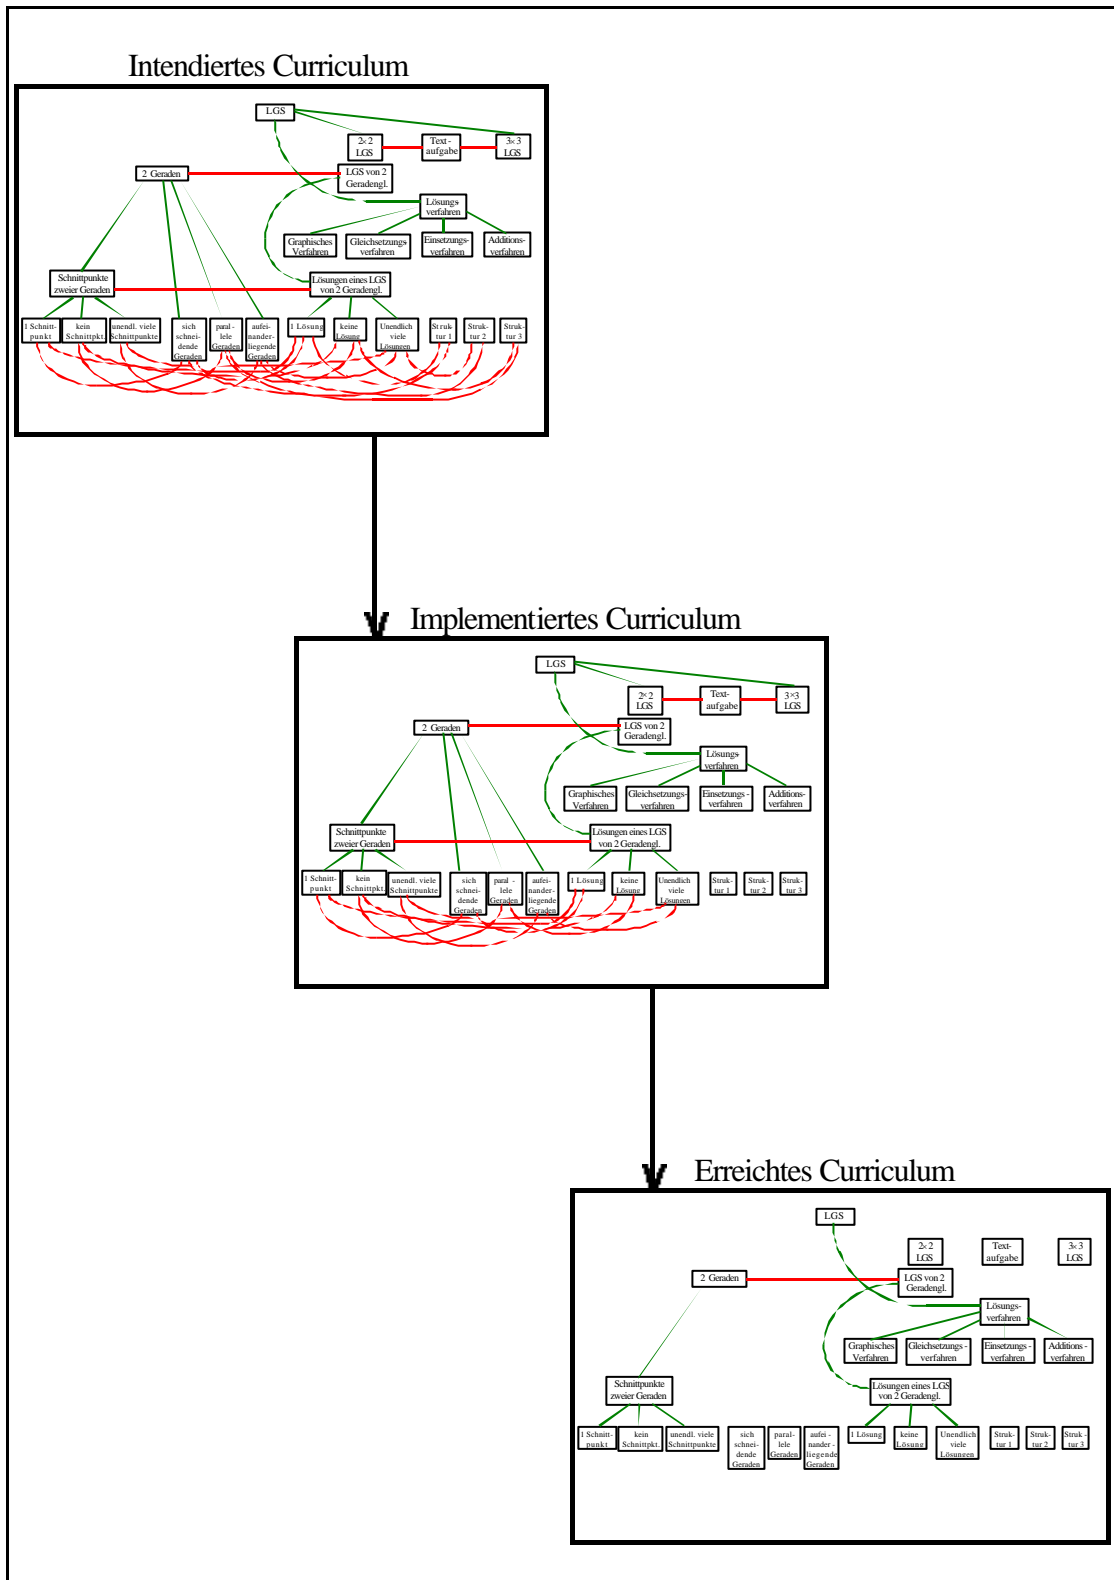 Intendiertes Curriculum
LGS
2×2
LGS
Text-
aufgabe
3×3
LGS
2 Geraden
LGS von 2
Geradengl.
Lösungs-
verfahren
Graphisches
Verfahren
Gleichsetzungs-
verfahren
Einsetzungs-
verfahren
Additions-
verfahren
Schnittpunkte
zweier Geraden
Lösungen eines LGS
von 2 Geradengl.
1 Schnitt-
punkt
kein
Schnittpkt.
unendl. viele
Schnittpunkte
sich
schnei-
dende
Geraden
paral-
lele
Geraden
aufei-
nander-
liegende
Geraden
1 Lösung
keine
Lösung
Unendlich
viele
Lösungen
Struk-
tur 1
Struk-
tur 2
Struk-
tur 3
Implementiertes Curriculum
LGS
2×2
LGS
Text-
aufgabe
3×3
LGS
2 Geraden
LGS von 2
Geradengl.
Lösungs-
verfahren
Graphisches
Verfahren
Gleichsetzungs-
verfahren
Einsetzungs-
verfahren
Additions-
verfahren
Schnittpunkte
zweier Geraden
Lösungen eines LGS
von 2 Geradengl.
1 Schnitt-
punkt
kein
Schnittpkt.
unendl. viele
Schnittpunkte
sich
schnei-
dende
Geraden
paral-
lele
Geraden
aufei-
nander-
liegende
Geraden
1 Lösung
keine
Lösung
Unendlich
viele
Lösungen
Struk-
tur 1
Struk-
tur 2
Struk-
tur 3
Erreichtes Curriculum
LGS
2×2
LGS
Text-
aufgabe
3×3
LGS
2 Geraden
LGS von 2
Geradengl.
Lösungs-
verfahren
Graphisches
Verfahren
Gleichsetzungs-
verfahren
Einsetzungs-
verfahren
Additions-
verfahren
Schnittpunkte
zweier Geraden
Lösungen eines LGS
von 2 Geradengl.
1 Schnitt-
punkt
kein
Schnittpkt.
unendl. viele
Schnittpunkte
sich
schnei-
dende
Geraden
paral-
lele
Geraden
aufei-
nander-
liegende
Geraden
1 Lösung
keine
Lösung
Unendlich
viele
Lösungen
Struk-
tur 1
Struk-
tur 2
Struk-
tur 3